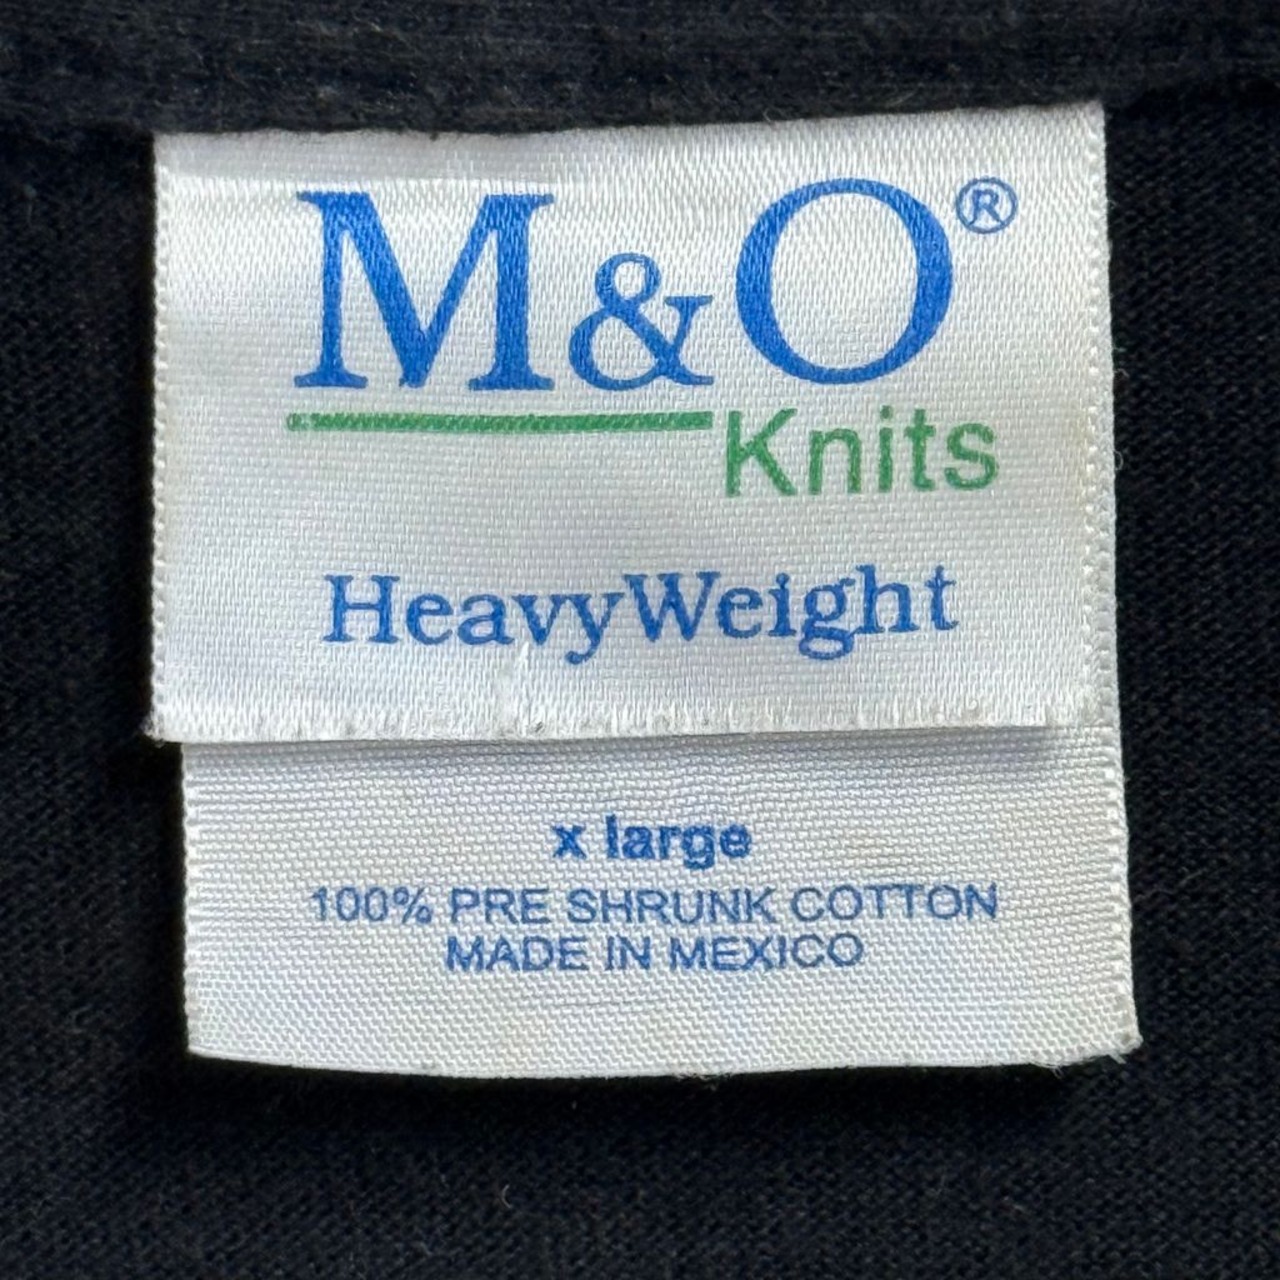 M&O®
Knits
HeavyWeight
x large
100% PRE SHRUNK COTTON
MADE IN MEXICO